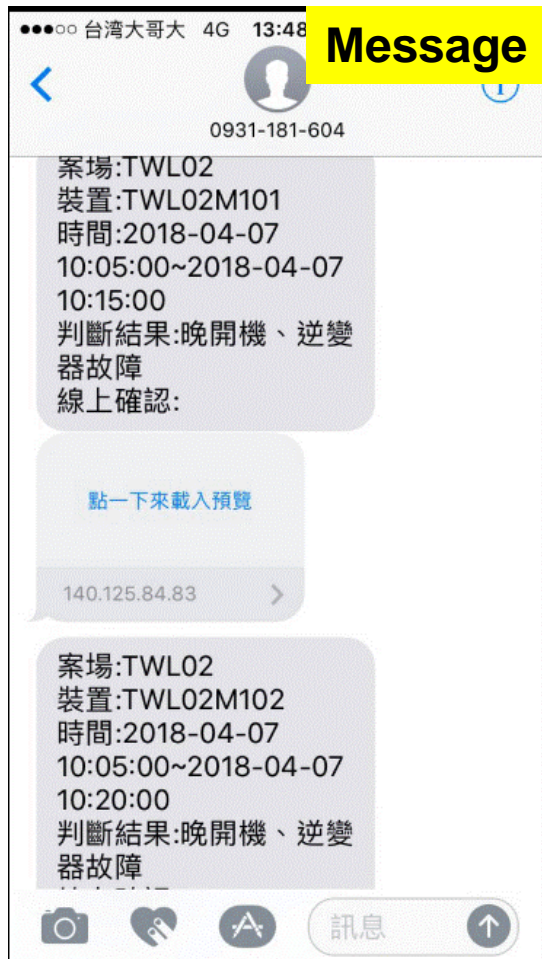 台湾大哥大 4G 13:48
Message
0931-181-604
案場:TWL02
裝置:TWL02M101
時間:2018-04-07
10:05:00~2018-04-07
10:15:00
判斷結果:晚開機、逆變
器故障
線上確認:
點一下來載入預覽
140.125.84.83
案場:TWL02
裝置:TWL02M102
時間:2018-04-07
10:05:00~2018-04-07
10:20:00
判斷結果:晚開機、逆變
器故障
訊息